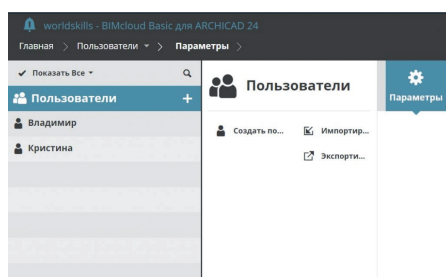 worldskills - BIMcloud Basic для ARCHICAD 24
Главная > Пользователи > Параметры >
Показать Все
Пользователи +
Владимир
Кристина
Пользователи
Создать по... Импортир...
Экспорти...
Параметры